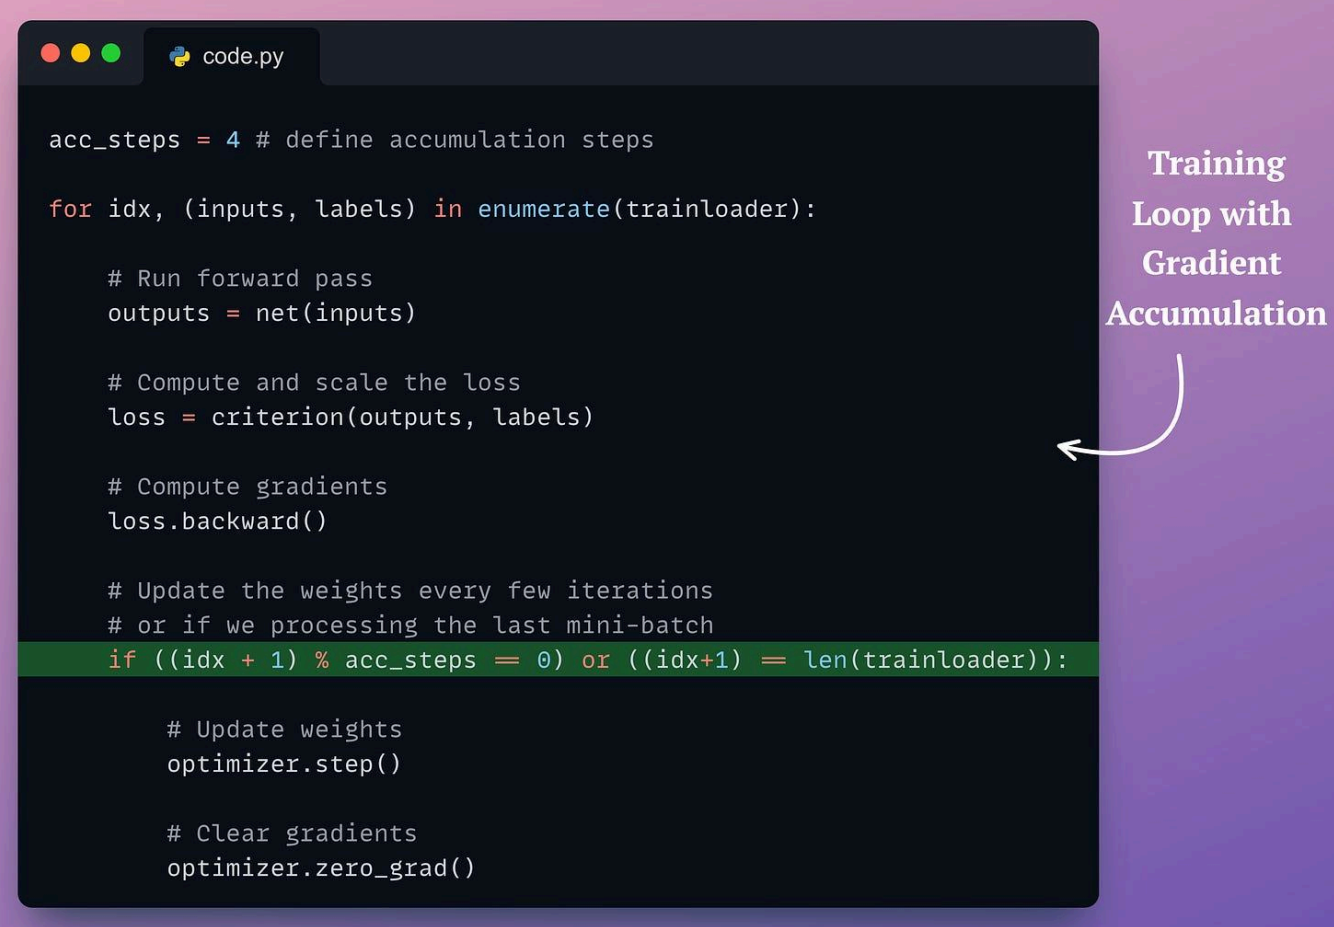 code.py
acc_steps = 4 # define accumulation steps
for idx, (inputs, labels) in enumerate(trainloader):
# Run forward pass
outputs = net(inputs)
# Compute and scale the loss
loss = criterion(outputs, labels)
# Compute gradients
loss.backward()
# Update the weights every few iterations
# or if we processing the last mini-batch
if ((idx + 1) % acc_steps == 0) or ((idx+1) == len(trainloader)):
# Update weights
optimizer.step()
# Clear gradients
optimizer.zero_grad()
Training
Loop with
Gradient
Accumulation